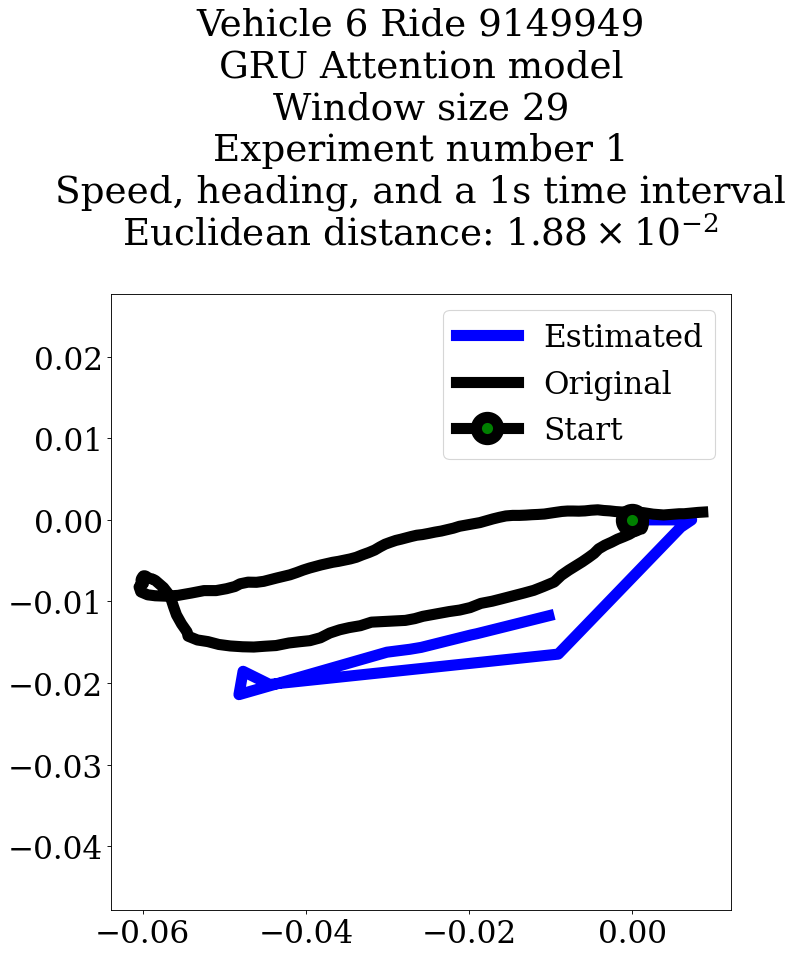 Vehicle 6 Ride 9149949
GRU Attention model
Window size 29
Experiment number 1
Speed, heading, and a 1s time interval
Euclidean distance: 1.88 × 10⁻²
Estimated
Original
Start
0.02
0.01
0.00
−0.01
−0.02
−0.03
−0.04
−0.06 −0.04 −0.02 0.00